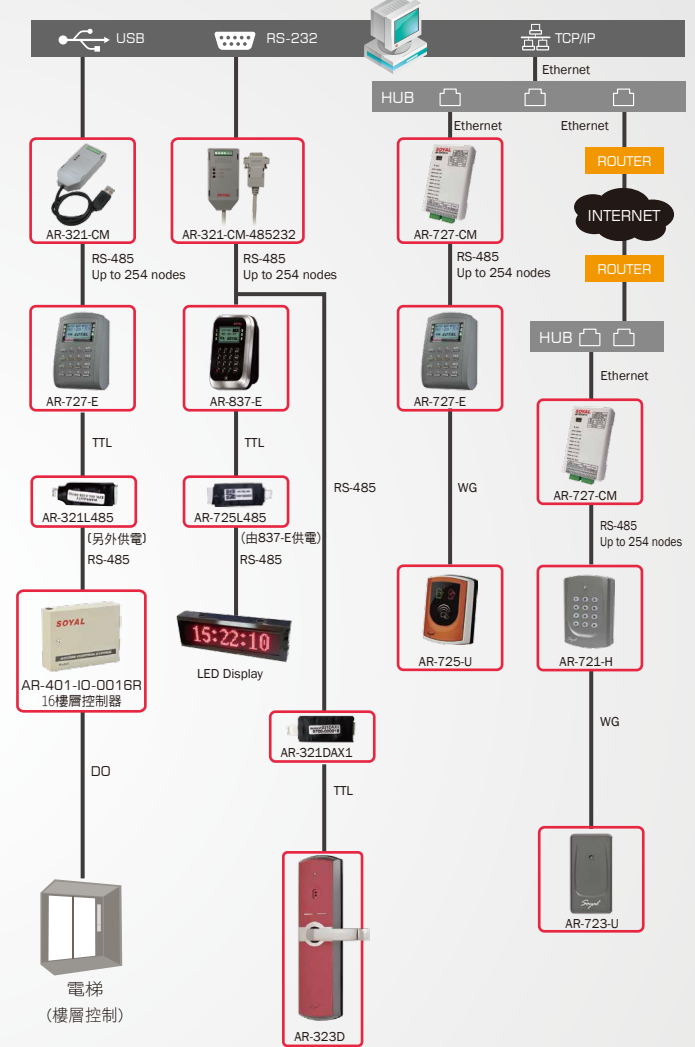 USB
RS-232
TCP/IP
Ethernet
HUB
Ethernet
Ethernet
ROUTER
INTERNET
ROUTER
HUB
Ethernet
AR-321-CM
RS-485
Up to 254 nodes
AR-727-E
TTL
AR-321L485
(另外供電)
RS-485
SOYAL
AR-401-IO-0016R
16樓層控制器
DO
電梯
(樓層控制)
SOYAL
AR-321-CM-485232
RS-485
Up to 254 nodes
AR-837-E
TTL
AR-725L485
(由837-E供電)
RS-485
15:22:10
LED Display
RS-485
AR-321DAX1
TTL
AR-323D
SOYAL
AR-727-CM
RS-485
Up to 254 nodes
AR-727-E
WG
AR-725-U
SOYAL
AR-727-CM
RS-485
Up to 254 nodes
AR-721-H
WG
Soyal
AR-723-U